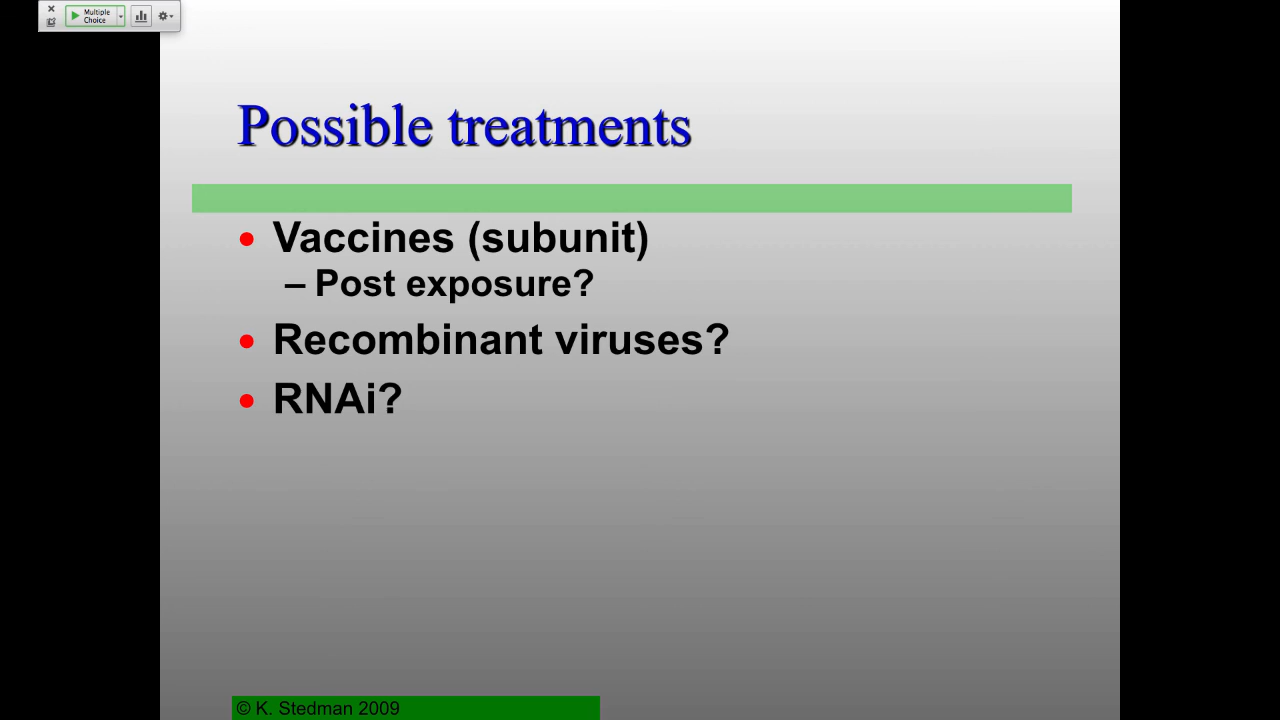 Multiple
Choice
Possible treatments
Vaccines (subunit)
– Post exposure?
Recombinant viruses?
RNAi?
© K. Stedman 2009